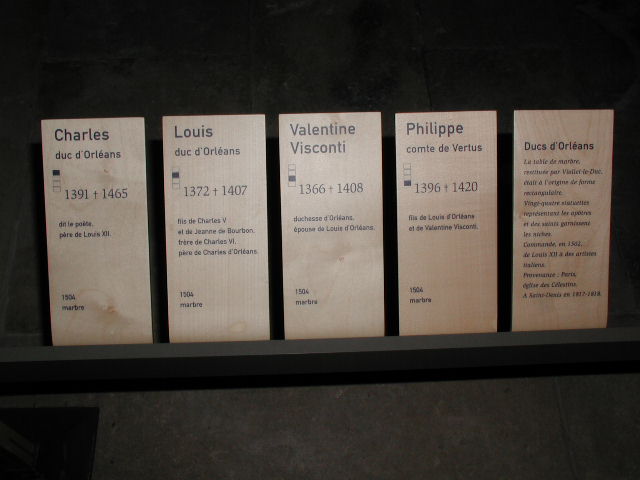 Charles
duc d'Orléans
1391 † 1465
dit le poète,
père de Louis XII.
1504
marbre
Louis
duc d'Orléans
1372 † 1407
fils de Charles V
et de Jeanne de Bourbon,
frère de Charles VI,
père de Charles d'Orléans.
1504
marbre
Valentine
Visconti
1366 † 1408
duchesse d'Orléans,
épouse de Louis d'Orléans.
1504
marbre
Philippe
comte de Vertus
1396 † 1420
fils de Louis d'Orléans
et de Valentine Visconti.
1504
marbre
Ducs d'Orléans
La table de marbre,
restituée par Viollet-le-Duc,
était à l'origine de forme
rectangulaire.
Vingt-quatre statuettes
représentant les apôtres
et des saints garnissent
les niches.
Commande, en 1502,
de Louis XII à des artistes
italiens.
Provenance : Paris,
église des Célestins.
A Saint-Denis en 1817-1818.